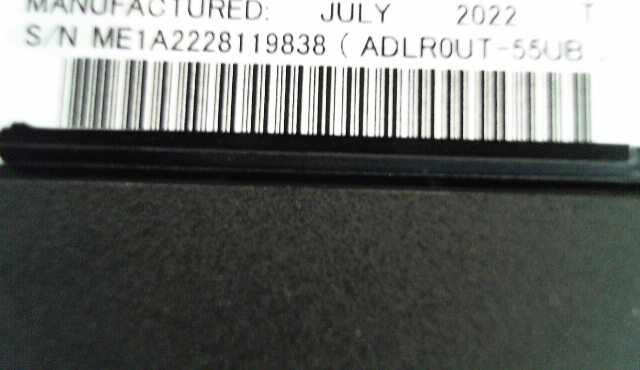 MANUFACTURED: JULY 2022 T
S/N ME1A2228119838 ( ADLR0UT-55UB